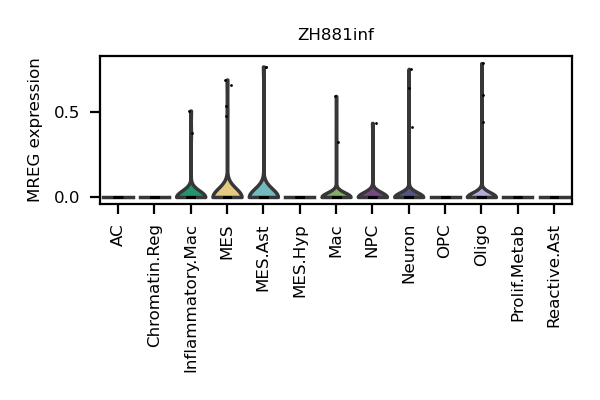 ZH881inf
MREG expression
0.5
0.0
AC
Chromatin.Reg
Inflammatory.Mac
MES
MES.Ast
MES.Hyp
Mac
NPC
Neuron
OPC
Oligo
Prolif.Metab
Reactive.Ast